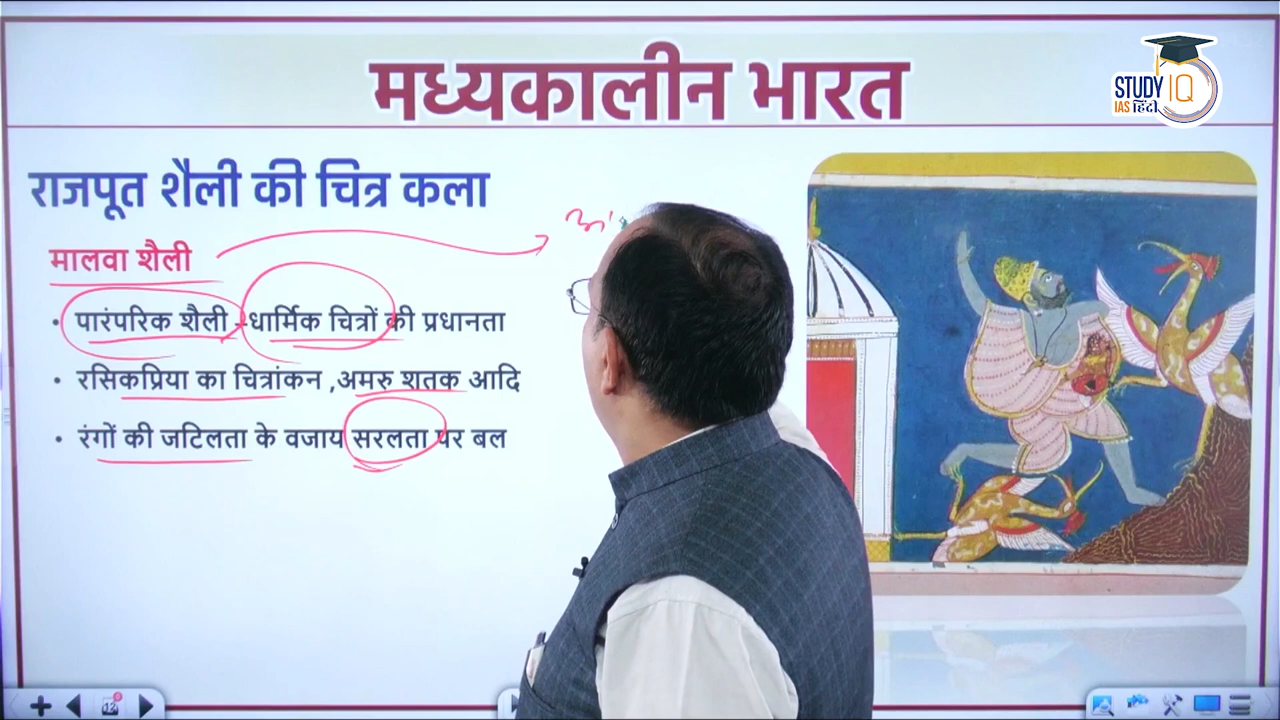 मध्यकालीन भारत
STUDY IQ
IAS हिंदी
राजपूत शैली की चित्र कला
मालवा शैली
• पारंपरिक शैली - धार्मिक चित्रों की प्रधानता
• रसिकप्रिया का चित्रांकन ,अमरु शतक आदि
• रंगों की जटिलता के वजाय सरलता पर बल
12